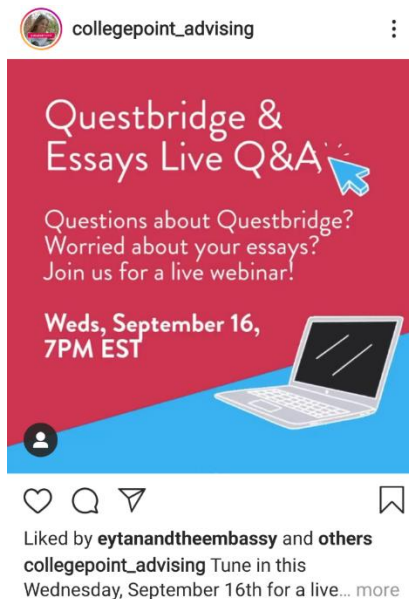 collegepoint_advising
Questbridge &
Essays Live Q&A
Questions about Questbridge?
Worried about your essays?
Join us for a live webinar!
Weds, September 16,
7PM EST
Liked by eytanandtheembassy and others
collegepoint_advising Tune in this
Wednesday, September 16th for a live... more